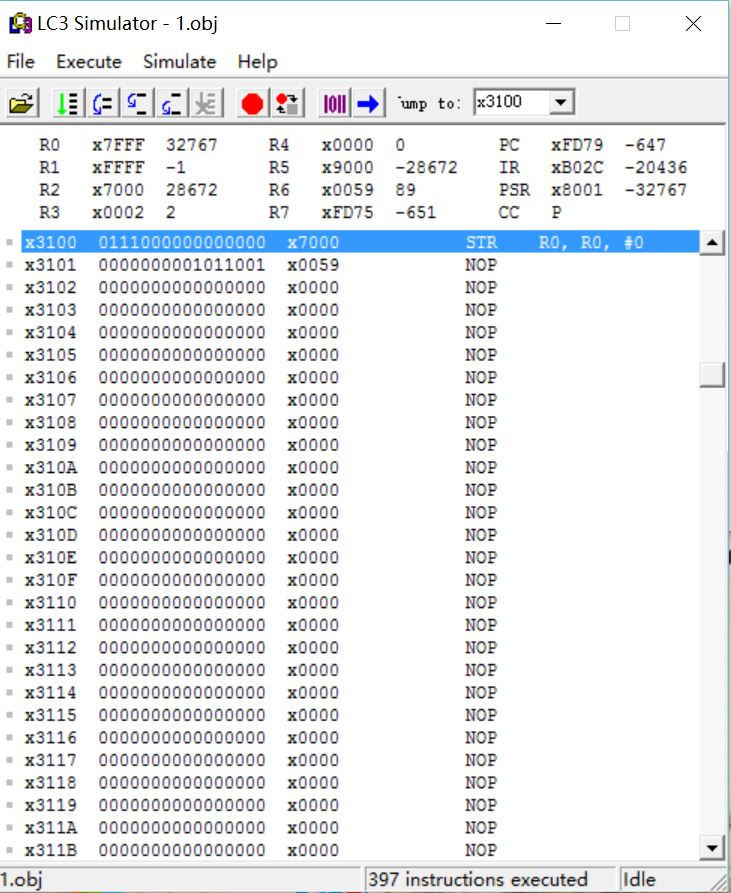 LC3 Simulator - 1.obj
File Execute Simulate Help
Jump to: x3100
R0 x7FFF 32767 R4 x0000 0 PC xFD79 -647
R1 xFFFF -1 R5 x9000 -28672 IR xB02C -20436
R2 x7000 28672 R6 x0059 89 PSR x8001 -32767
R3 x0002 2 R7 xFD75 -651 CC P
x3100 0111000000000000 x7000 STR R0, R0, #0
x3101 0000000001011001 x0059 NOP
x3102 0000000000000000 x0000 NOP
x3103 0000000000000000 x0000 NOP
x3104 0000000000000000 x0000 NOP
x3105 0000000000000000 x0000 NOP
x3106 0000000000000000 x0000 NOP
x3107 0000000000000000 x0000 NOP
x3108 0000000000000000 x0000 NOP
x3109 0000000000000000 x0000 NOP
x310A 0000000000000000 x0000 NOP
x310B 0000000000000000 x0000 NOP
x310C 0000000000000000 x0000 NOP
x310D 0000000000000000 x0000 NOP
x310E 0000000000000000 x0000 NOP
x310F 0000000000000000 x0000 NOP
x3110 0000000000000000 x0000 NOP
x3111 0000000000000000 x0000 NOP
x3112 0000000000000000 x0000 NOP
x3113 0000000000000000 x0000 NOP
x3114 0000000000000000 x0000 NOP
x3115 0000000000000000 x0000 NOP
x3116 0000000000000000 x0000 NOP
x3117 0000000000000000 x0000 NOP
x3118 0000000000000000 x0000 NOP
x3119 0000000000000000 x0000 NOP
x311A 0000000000000000 x0000 NOP
x311B 0000000000000000 x0000 NOP
1.obj 397 instructions executed Idle